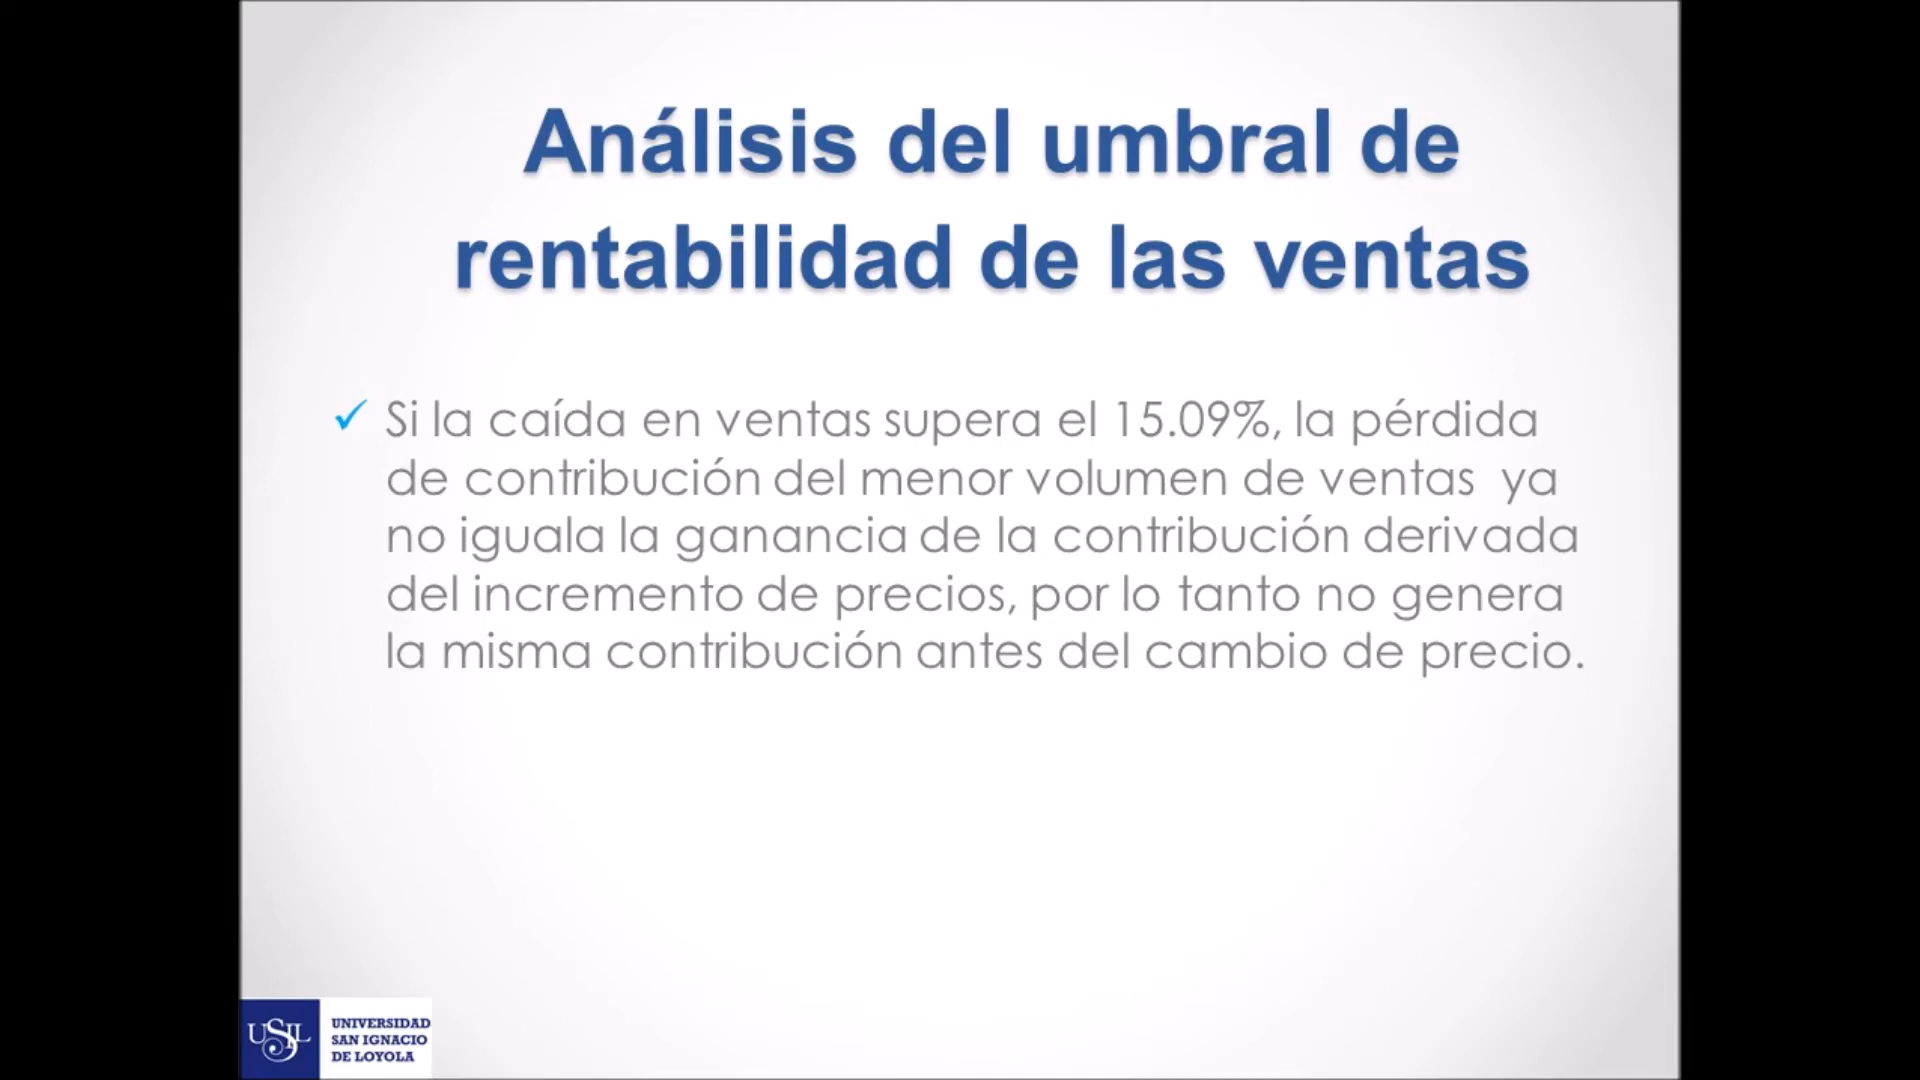 Análisis del umbral de
rentabilidad de las ventas
✓ Si la caída en ventas supera el 15.09%, la pérdida
de contribución del menor volumen de ventas ya
no iguala la ganancia de la contribución derivada
del incremento de precios, por lo tanto no genera
la misma contribución antes del cambio de precio.
USIL
UNIVERSIDAD
SAN IGNACIO
DE LOYOLA